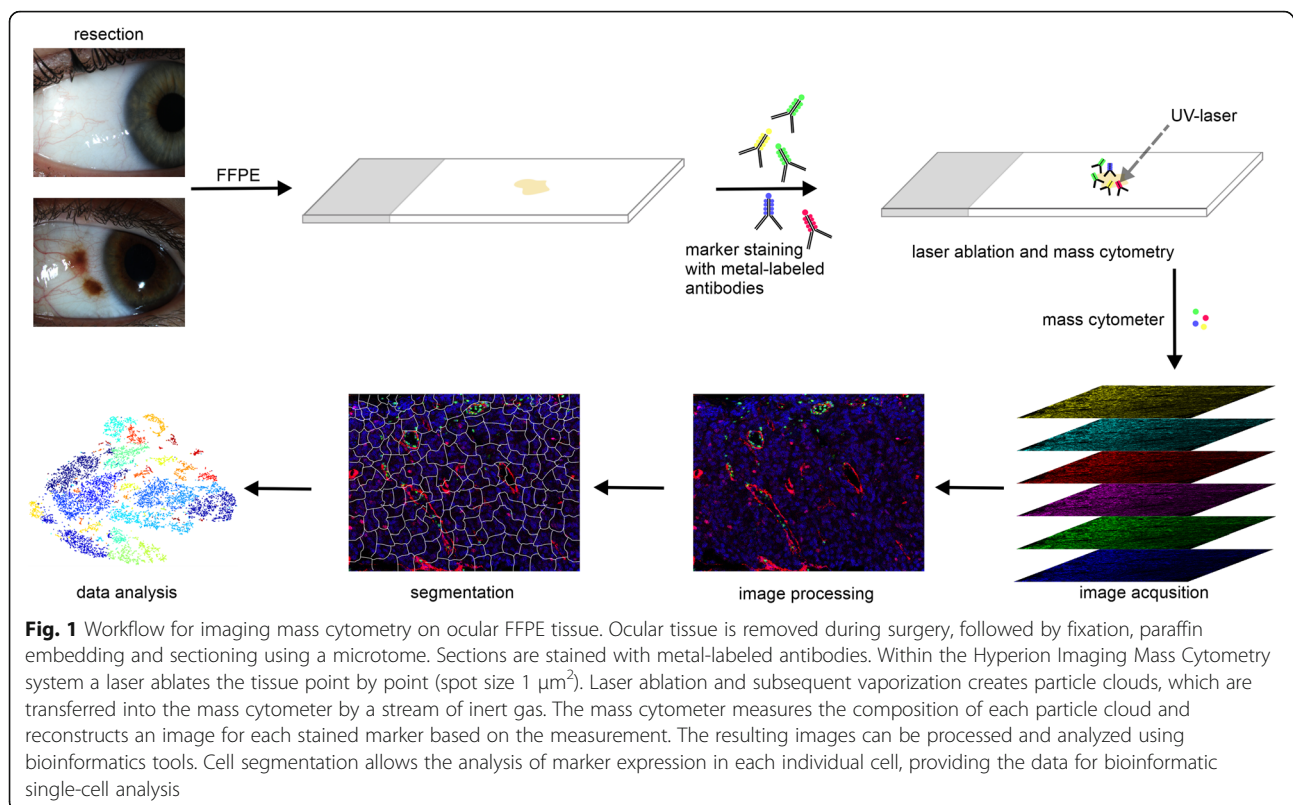 resection
FFPE
marker staining
with metal-labeled
antibodies
UV-laser
laser ablation and mass cytometry
mass cytometer
data analysis
segmentation
image processing
image acqusition
Fig. 1 Workflow for imaging mass cytometry on ocular FFPE tissue. Ocular tissue is removed during surgery, followed by fixation, paraffin
embedding and sectioning using a microtome. Sections are stained with metal-labeled antibodies. Within the Hyperion Imaging Mass Cytometry
system a laser ablates the tissue point by point (spot size 1 μm²). Laser ablation and subsequent vaporization creates particle clouds, which are
transferred into the mass cytometer by a stream of inert gas. The mass cytometer measures the composition of each particle cloud and
reconstructs an image for each stained marker based on the measurement. The resulting images can be processed and analyzed using
bioinformatics tools. Cell segmentation allows the analysis of marker expression in each individual cell, providing the data for bioinformatic
single-cell analysis